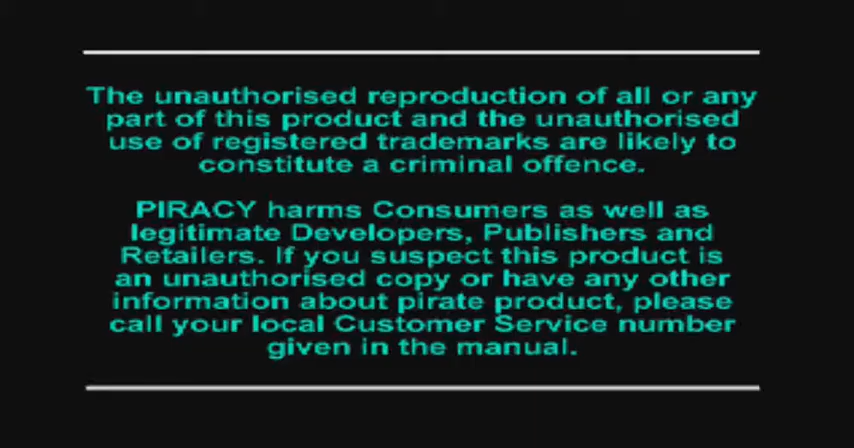 The unauthorised reproduction of all or any
part of this product and the unauthorised
use of registered trademarks are likely to
constitute a criminal offence.
PIRACY harms Consumers as well as
legitimate Developers, Publishers and
Retailers. If you suspect this product is
an unauthorised copy or have any other
information about pirate product, please
call your local Customer Service number
given in the manual.